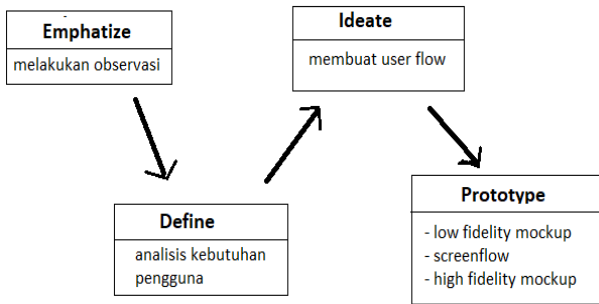 Emphatize
melakukan observasi
Define
analisis kebutuhan
pengguna
Ideate
membuat user flow
Prototype
- low fidelity mockup
- screenflow
- high fidelity mockup